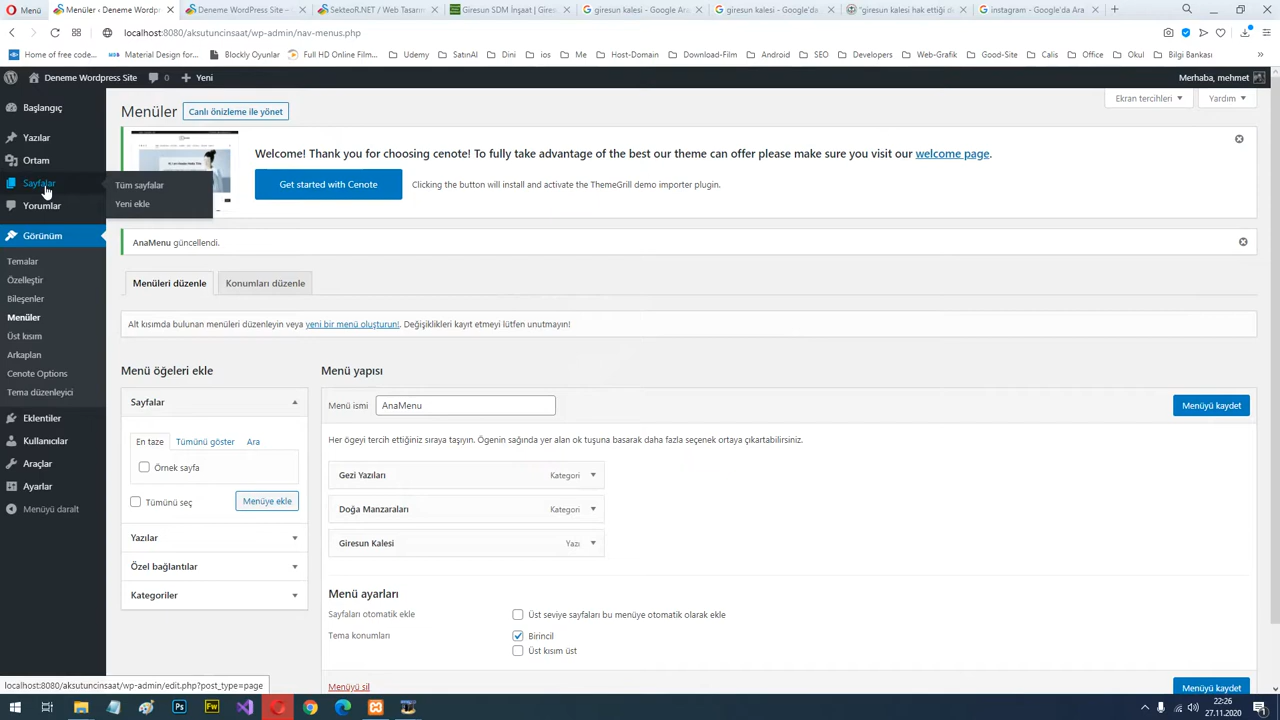 Menü
Menüler ‹ Deneme Wordpr
Deneme WordPress Site –
SekteoR.NET / Web Tasarım
Giresun SDM İnşaat | Gires
giresun kalesi - Google Ara
giresun kalesi - Google'da
"giresun kalesi hak ettiği d
instagram - Google'da Ara
localhost:8080/aksutuncinsaat/wp-admin/nav-menus.php
Home of free code...
Material Design for...
Blockly Oyunlar
Full HD Online Film...
Udemy
SatınAl
Dini
ios
Me
Host-Domain
Download-Film
Android
SEO
Developers
Web-Grafik
Good-Site
Calis
Office
Okul
Bilgi Bankası
Deneme Wordpress Site
0
Yeni
Merhaba, mehmet
Başlangıç
Yazılar
Ortam
Sayfalar
Yorumlar
Görünüm
Temalar
Özelleştir
Bileşenler
Menüler
Üst kısım
Arkaplan
Cenote Options
Tema düzenleyici
Eklentiler
Kullanıcılar
Araçlar
Ayarlar
Menüyü daralt
Tüm sayfalar
Yeni ekle
Menüler
Canlı önizleme ile yönet
Ekran tercihleri
Yardım
Welcome! Thank you for choosing cenote! To fully take advantage of the best our theme can offer please make sure you visit our welcome page.
Get started with Cenote
Clicking the button will install and activate the ThemeGrill demo importer plugin.
AnaMenu güncellendi.
Menüleri düzenle
Konumları düzenle
Alt kısımda bulunan menüleri düzenleyin veya yeni bir menü oluşturun!. Değişiklikleri kayıt etmeyi lütfen unutmayın!
Menü öğeleri ekle
Sayfalar
En taze
Tümünü göster
Ara
Örnek sayfa
Tümünü seç
Menüye ekle
Yazılar
Özel bağlantılar
Kategoriler
Menü yapısı
Menü ismi
AnaMenu
Menüyü kaydet
Her ögeyi tercih ettiğiniz sıraya taşıyın. Ögenin sağında yer alan ok tuşuna basarak daha fazla seçenek ortaya çıkartabilirsiniz.
Gezi Yazıları
Kategori
Doğa Manzaraları
Kategori
Giresun Kalesi
Yazı
Menü ayarları
Sayfaları otomatik ekle
Üst seviye sayfaları bu menüye otomatik olarak ekle
Tema konumları
Birincil
Üst kısım üst
Menüyü sil
Menüyü kaydet
localhost:8080/aksutuncinsaat/wp-admin/edit.php?post_type=page
22:26
27.11.2020